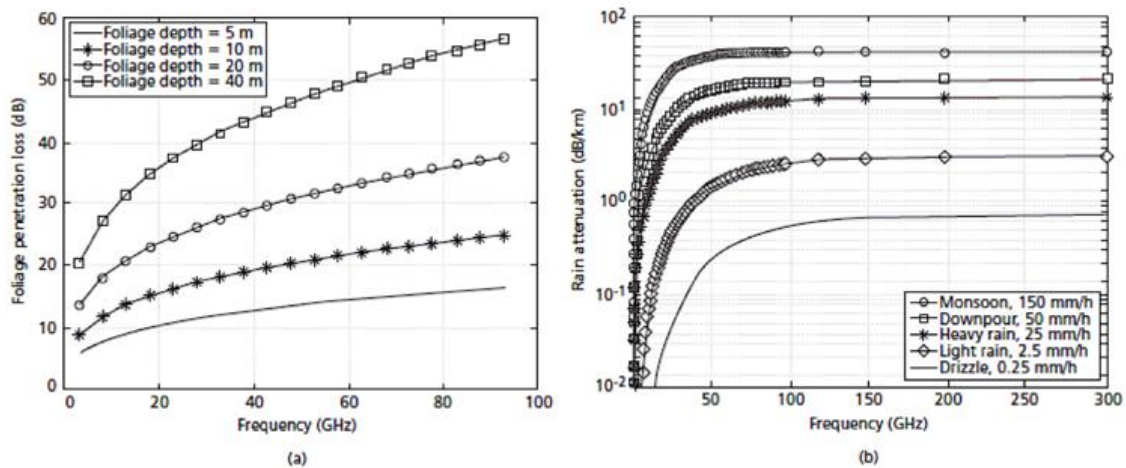 60
50
40
30
20
10
0
Foliage penetration loss (dB)
Foliage depth = 5 m
Foliage depth = 10 m
Foliage depth = 20 m
Foliage depth = 40 m
0 20 40 60 80 100
Frequency (GHz)
(a)
10²
10¹
10⁰
10⁻¹
10⁻²
Rain attenuation (dB/km)
Monsoon, 150 mm/h
Downpour, 50 mm/h
Heavy rain, 25 mm/h
Light rain, 2.5 mm/h
Drizzle, 0.25 mm/h
50 100 150 200 250 300
Frequency (GHz)
(b)